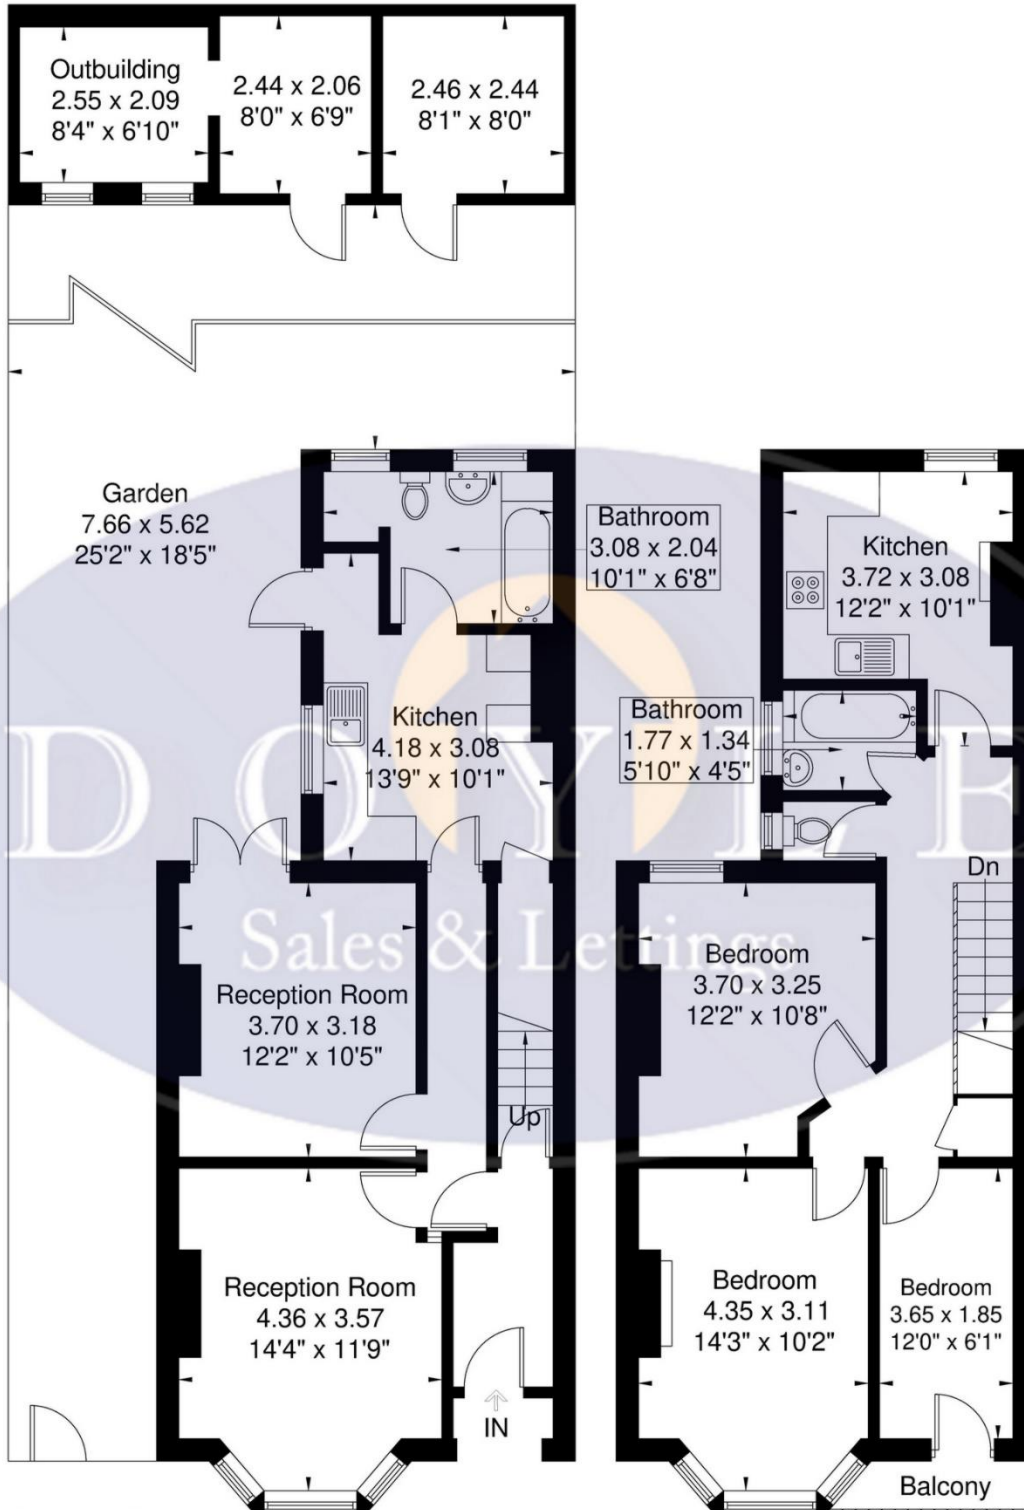 Outbuilding
2.55 x 2.09
8'4" x 6'10"
2.44 x 2.06
8'0" x 6'9"
2.46 x 2.44
8'1" x 8'0"
Garden
7.66 x 5.62
25'2" x 18'5"
Bathroom
3.08 x 2.04
10'1" x 6'8"
Kitchen
3.72 x 3.08
12'2" x 10'1"
Kitchen
4.18 x 3.08
13'9" x 10'1"
Bathroom
1.77 x 1.34
5'10" x 4'5"
DOYLE
Sales & Lettings
Dn
Reception Room
3.70 x 3.18
12'2" x 10'5"
Bedroom
3.70 x 3.25
12'2" x 10'8"
Up
Reception Room
4.36 x 3.57
14'4" x 11'9"
IN
Bedroom
4.35 x 3.11
14'3" x 10'2"
Bedroom
3.65 x 1.85
12'0" x 6'1"
Balcony